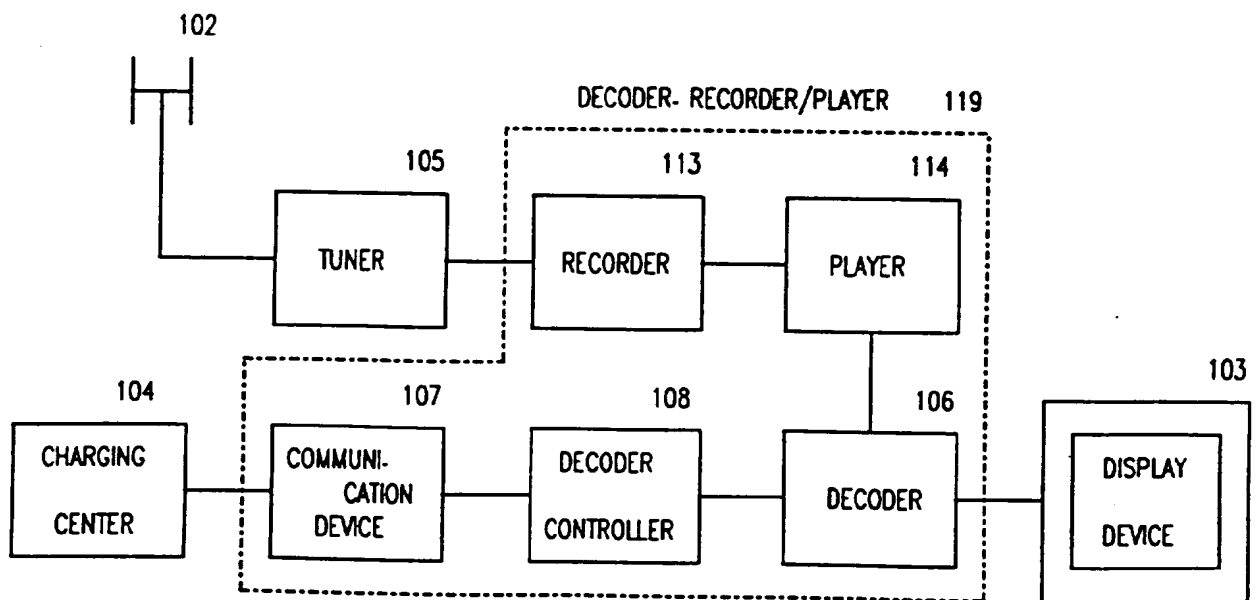 102
DECODER- RECORDER/PLAYER 119
105 113 114
TUNER RECORDER PLAYER
104 107 108 106 103
CHARGING
CENTER
COMMUNI-
CATION
DEVICE
DECODER
CONTROLLER
DECODER
DISPLAY
DEVICE